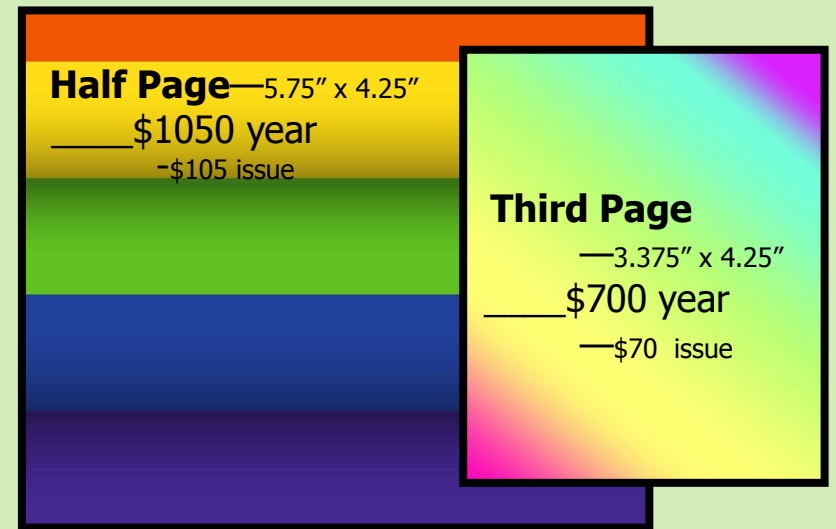 Half Page—5.75” x 4.25”
____$1050 year
-$105 issue
Third Page
—3.375” x 4.25”
____$700 year
—$70 issue